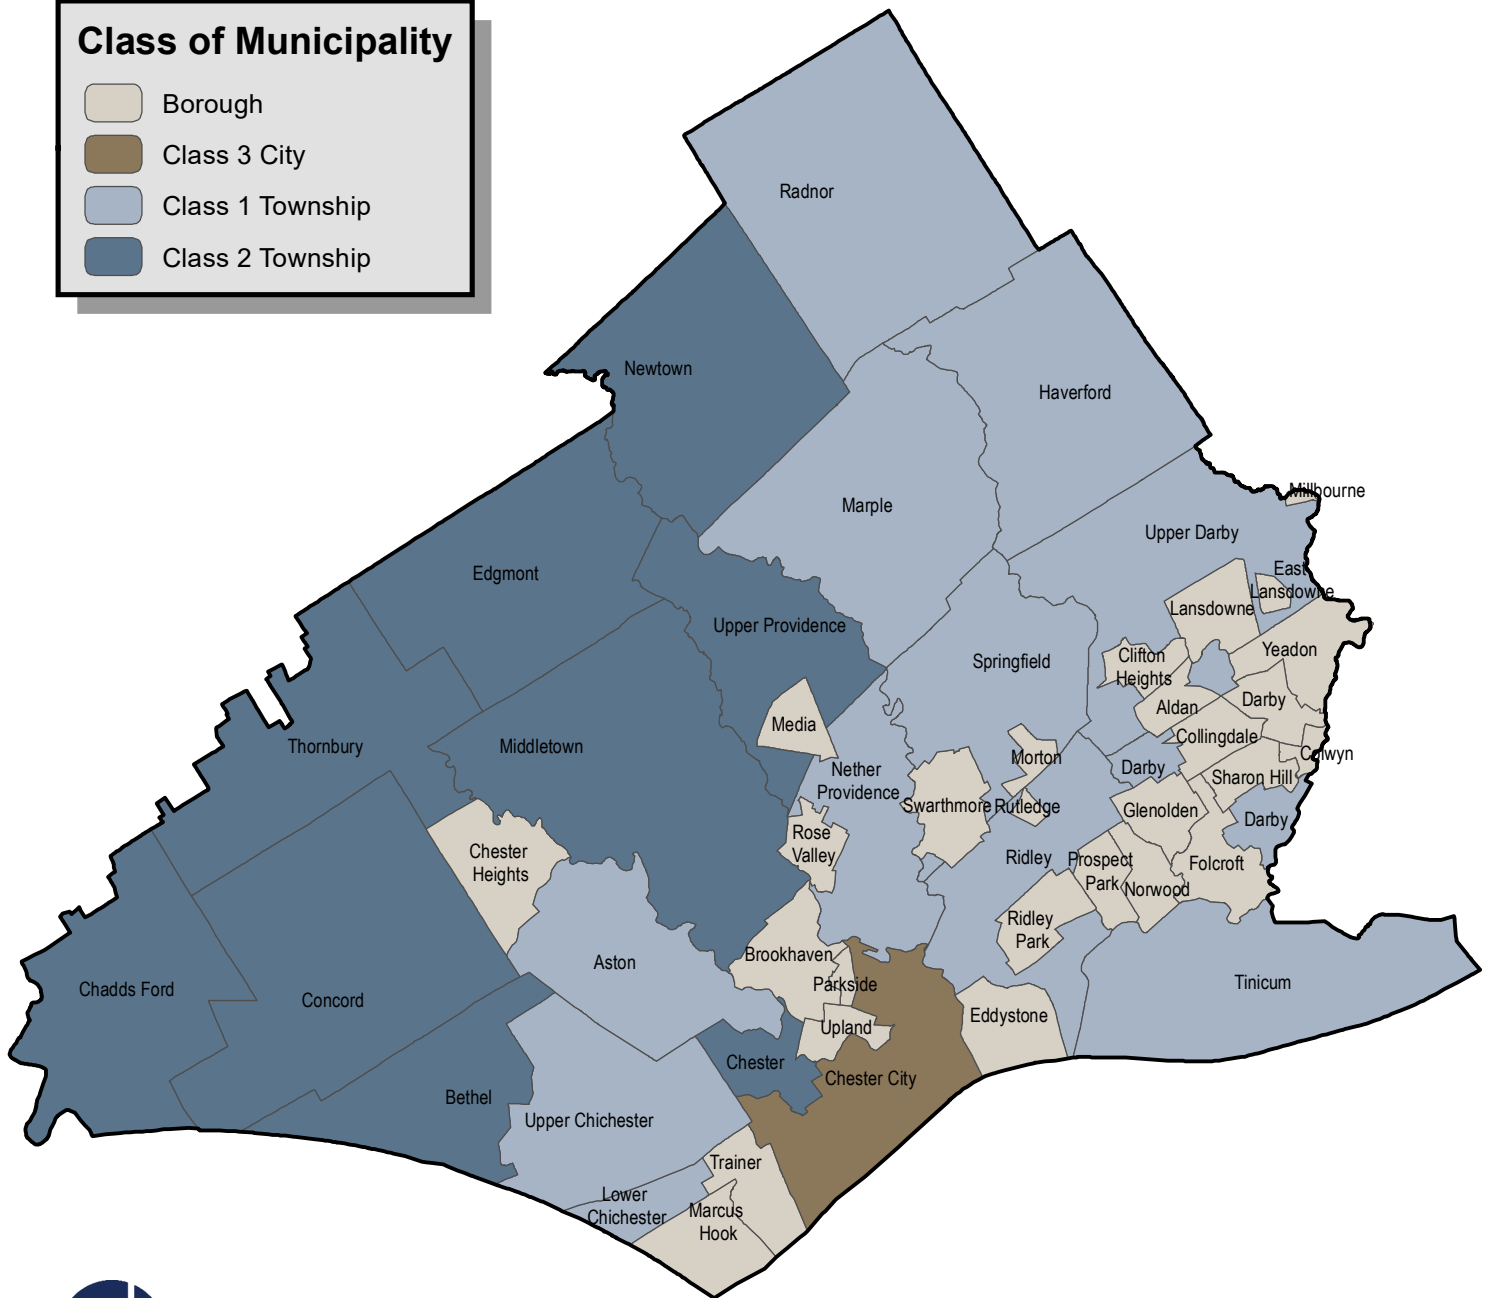 Class of Municipality
Borough
Class 3 City
Class 1 Township
Class 2 Township
Radnor
Newtown
Haverford
Millbourne
Marple
Upper Darby
East
Lansdowne
Edgmont
Lansdowne
Upper Providence
Yeadon
Springfield
Clifton
Heights
Darby
Aldan
Media
Collingdale
Thornbury
Middletown
Morton
Colwyn
Nether
Providence
Darby
Sharon Hill
Swarthmore
Rutledge
Glenolden
Darby
Rose
Valley
Chester
Heights
Ridley
Prospect
Park
Folcroft
Norwood
Ridley
Park
Brookhaven
Aston
Parkside
Tinicum
Chadds Ford
Concord
Eddystone
Upland
Chester
Chester City
Bethel
Upper Chichester
Trainer
Lower
Chichester
Marcus
Hook